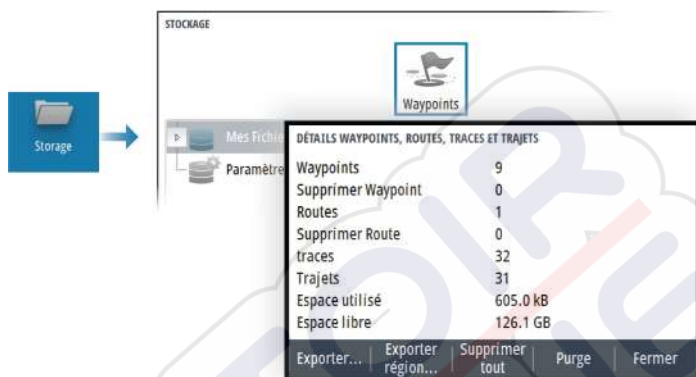 STOCKAGE
Storage
Waypoints
Mes Fichie
Paramètre
DÉTAILS WAYPOINTS, ROUTES, TRACES ET TRAJETS
Waypoints 9
Supprimer Waypoint 0
Routes 1
Supprimer Route 0
traces 32
Trajets 31
Espace utilisé 605.0 kB
Espace libre 126.1 GB
Exporter... Exporter région... Supprimer tout Purge Fermer